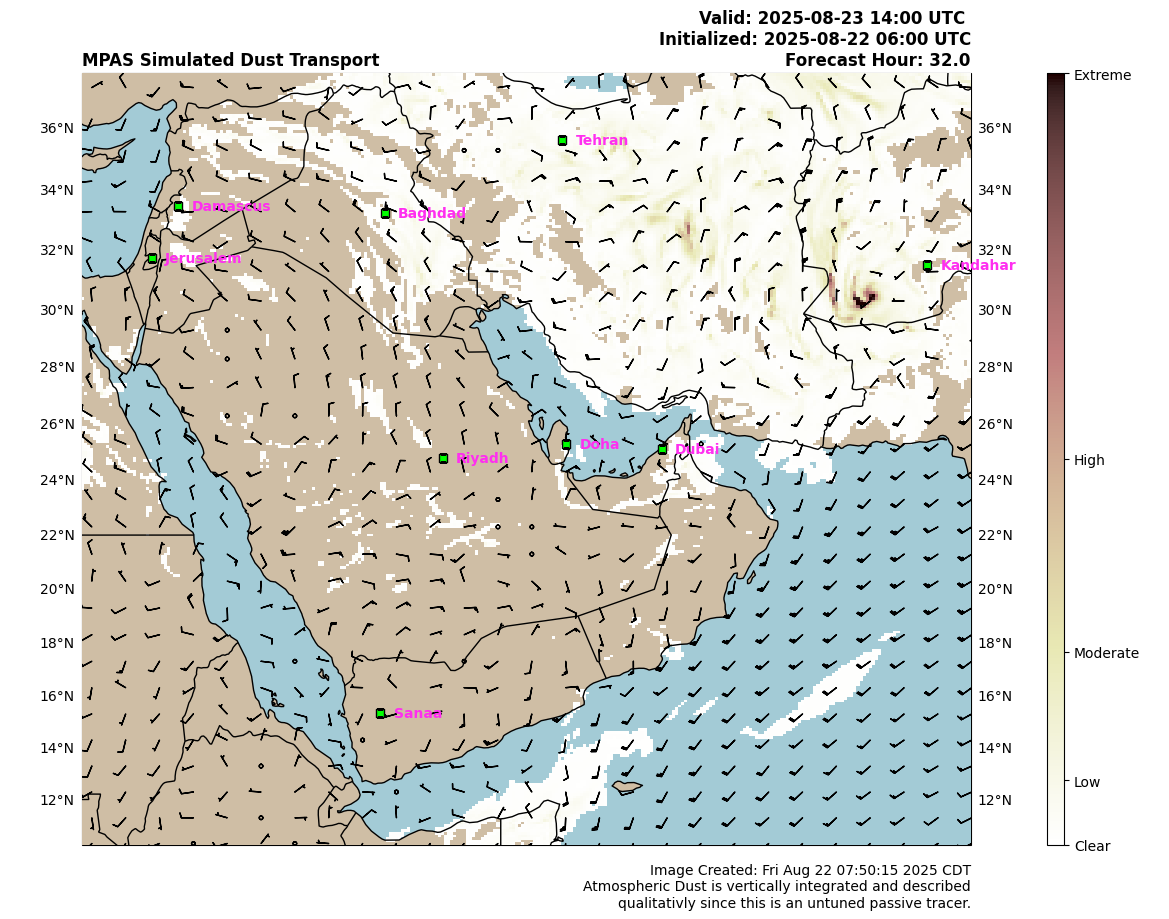 Valid: 2025-08-23 14:00 UTC
Initialized: 2025-08-22 06:00 UTC
MPAS Simulated Dust Transport
Forecast Hour: 32.0
Extreme
36°N
36°N
Tehran
34°N
34°N
Damascus
Baghdad
32°N
32°N
Jerusalem
Kandahar
30°N
30°N
28°N
28°N
26°N
26°N
Doha
Dubai
Riyadh
High
24°N
24°N
22°N
22°N
20°N
20°N
18°N
18°N
Moderate
16°N
16°N
Sanaa
14°N
14°N
Low
12°N
12°N
Clear
Image Created: Fri Aug 22 07:50:15 2025 CDT
Atmospheric Dust is vertically integrated and described
qualitativly since this is an untuned passive tracer.